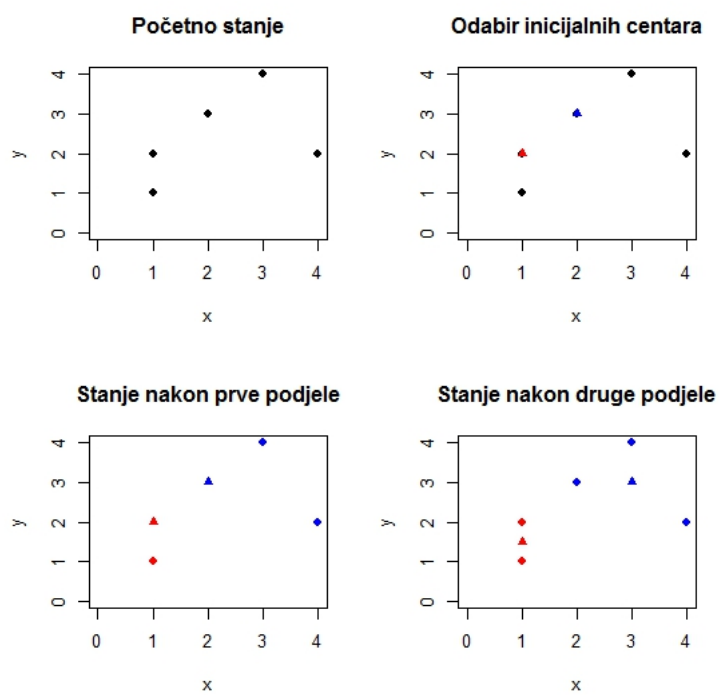 Početno stanje
y
4
3
2
1
0
0 1 2 3 4
x
Odabir inicijalnih centara
y
4
3
2
1
0
0 1 2 3 4
x
Stanje nakon prve podjele
y
4
3
2
1
0
0 1 2 3 4
x
Stanje nakon druge podjele
y
4
3
2
1
0
0 1 2 3 4
x